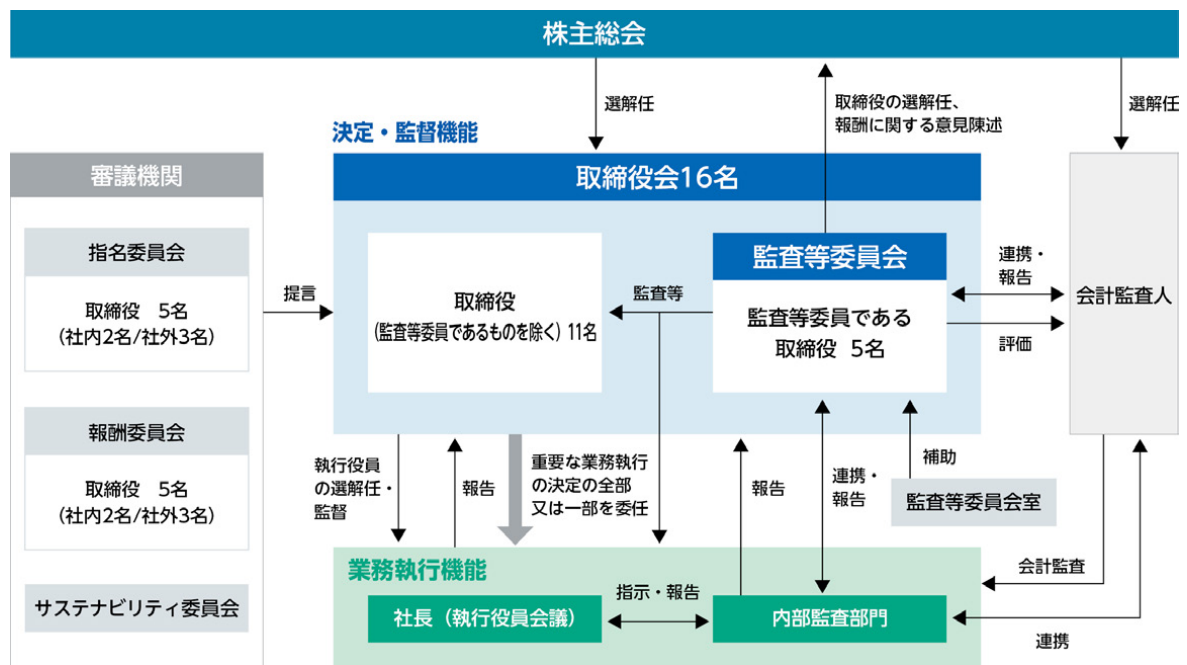 株主総会
選解任
取締役の選解任、
報酬に関する意見陳述
選解任
決定・監督機能
審議機関
指名委員会
取締役 5名
(社内2名/社外3名)
報酬委員会
取締役 5名
(社内2名/社外3名)
サステナビリティ委員会
提言
取締役会16名
取締役
(監査等委員であるものを除く) 11名
監査等
監査等委員会
監査等委員である
取締役 5名
連携・
報告
評価
会計監査人
執行役員
の選解任・
監督
報告
重要な業務執行
の決定の全部
又は一部を委任
報告
連携・
報告
補助
監査等委員会室
業務執行機能
社長(執行役員会議)
指示・報告
内部監査部門
会計監査
連携